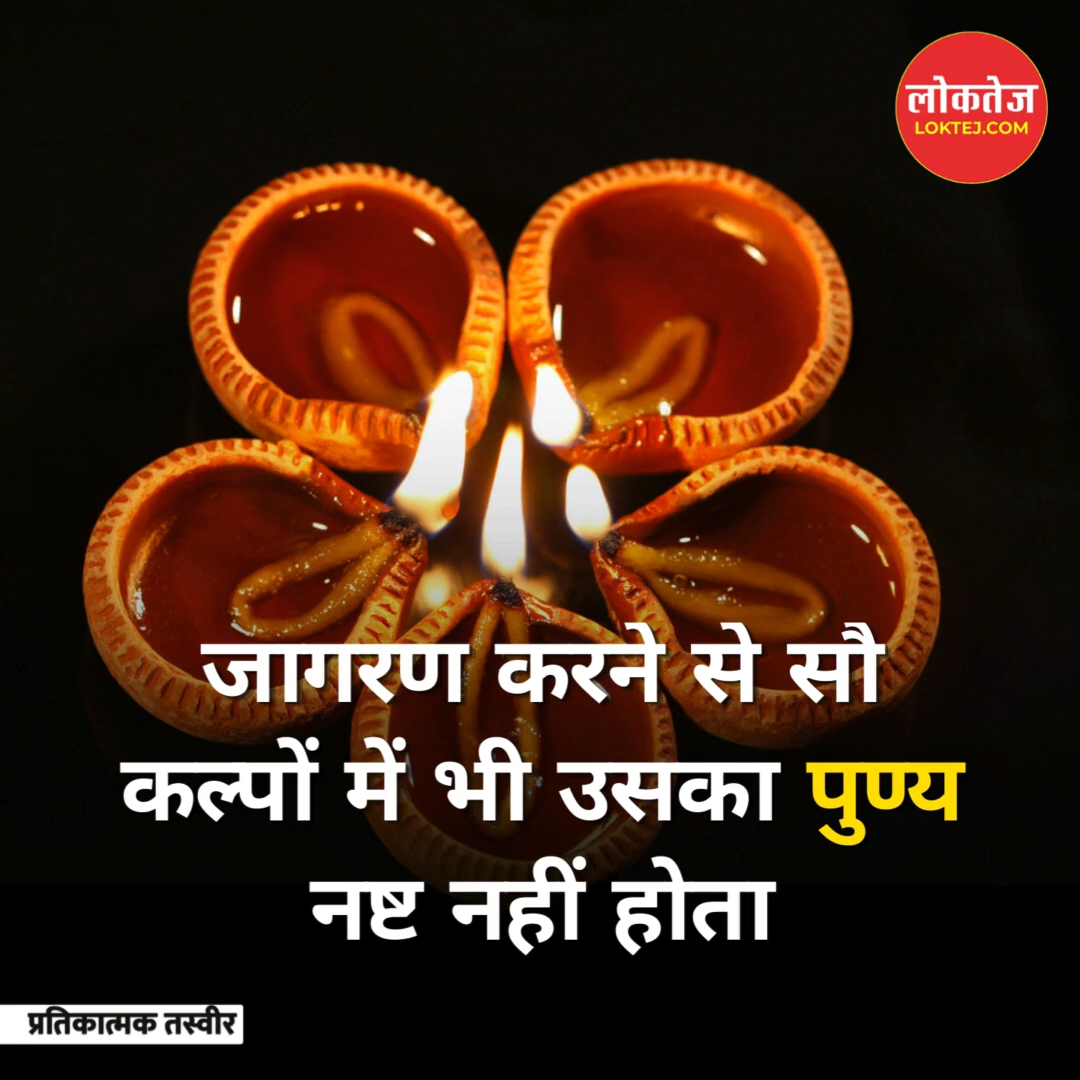 लोकतेज
LOKTEJ.COM
जागरण करने से सौ
कल्पों में भी उसका पुण्य
नष्ट नहीं होता
प्रतिकात्मक तस्वीर